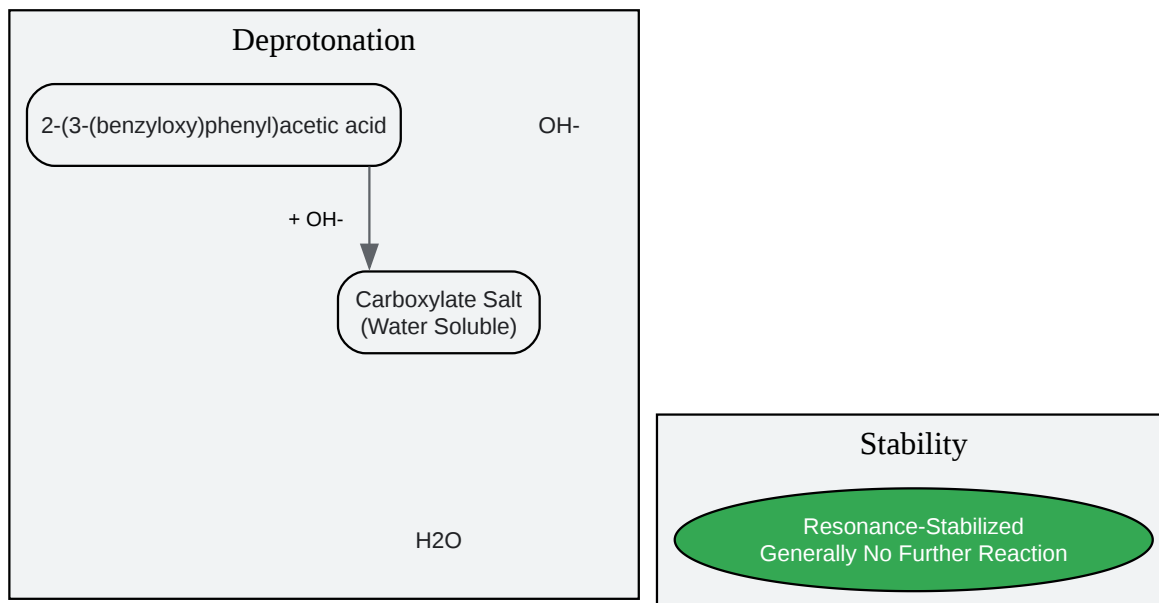 Deprotonation
2-(3-(benzyloxy)phenyl)acetic acid
OH-
+ OH-
Carboxylate Salt
(Water Soluble)
H2O
Stability
Resonance-Stabilized
Generally No Further Reaction